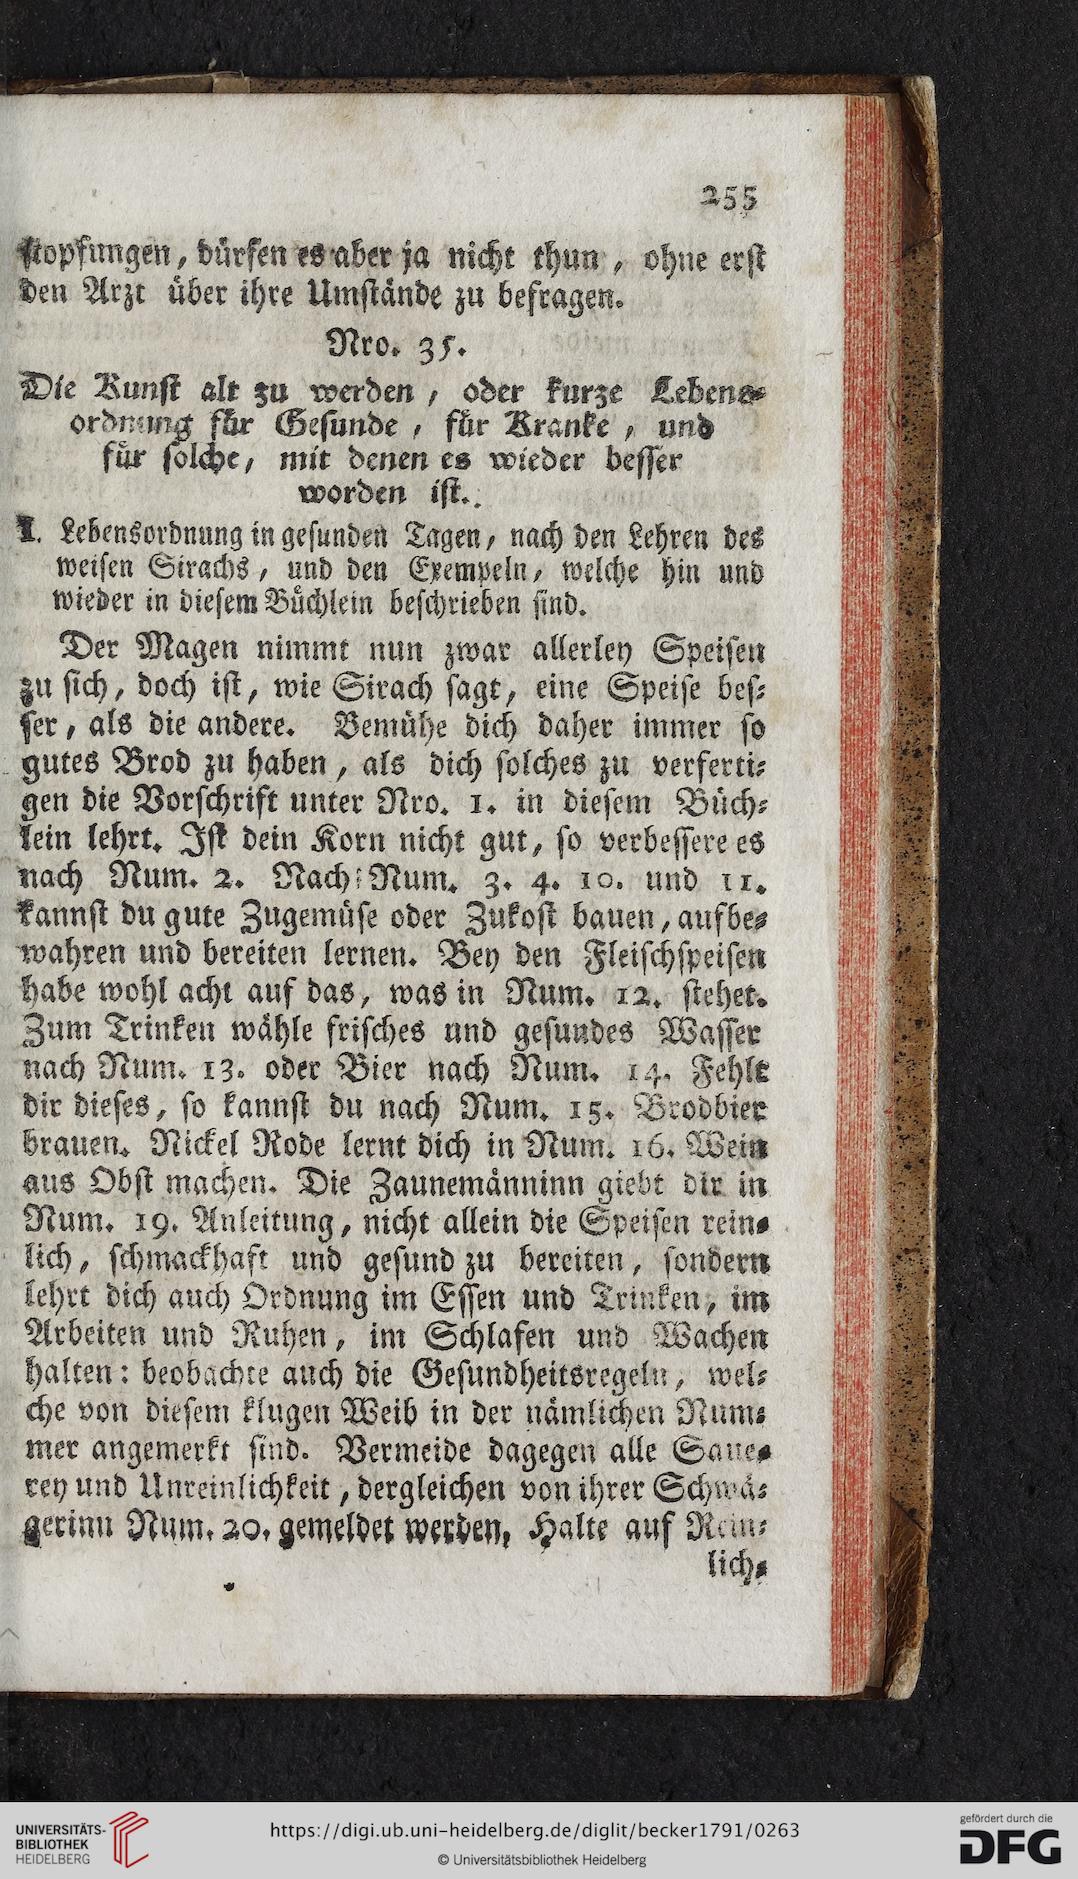 255
stopfungen, dürfen es aber ja nicht thun, ohne erst
den Arzt über ihre Umstände zu befragen.
Nro. 35.
Die Kunst alt zu werden, oder kurze Lebens-
ordnung für Gesunde, für Kranke, und
für solche, mit denen es wieder besser
worden ist.
I. Lebensordnung in gesunden Tagen, nach den Lehren des
weisen Sirachs, und den Exempeln, welche hin und
wieder in diesem Büchlein beschrieben sind.
Der Magen nimmt nun zwar allerley Speisen
zu sich, doch ist, wie Sirach sagt, eine Speise bes-
ser, als die andere. Bemühe dich daher immer so
gutes Brod zu haben, als dich solches zu verferti-
gen die Vorschrift unter Nro. 1. in diesem Büch-
lein lehrt. Ist dein Korn nicht gut, so verbessere es
nach Num. 2. Nach Num. 3. 4. 10. und 11.
kannst du gute Zugemüse oder Zukost bauen, aufbe-
wahren und bereiten lernen. Bey den Fleischspeisen
habe wohl acht auf das, was in Num. 12. stehet.
Zum Trinken wähle frisches und gesundes Wasser
nach Num. 13. oder Bier nach Num. 14. Fehlt
dir dieses, so kannst du nach Num. 15. Brodbier
brauen. Nickel Rode lernt dich in Num. 16. Wein
aus Obst machen. Die Zaunemänninn giebt dir in
Num. 19. Anleitung, nicht allein die Speisen rein-
lich, schmackhaft und gesund zu bereiten, sondern
lehrt dich auch Ordnung im Essen und Trinken, im
Arbeiten und Ruhen, im Schlafen und Wachen
halten: beobachte auch die Gesundheitsregeln, wel-
che von diesem klugen Weib in der nämlichen Num-
mer angemerkt sind. Vermeide dagegen alle Saue-
rey und Unreinlichkeit, dergleichen von ihrer Schwä-
gerinn Num. 20. gemeldet werden, Halte auf Rein-
lich-
UNIVERSITÄTS-
BIBLIOTHEK
HEIDELBERG
https://digi.ub.uni-heidelberg.de/diglit/becker1791/0263
© Universitätsbibliothek Heidelberg
gefördert durch die
DFG